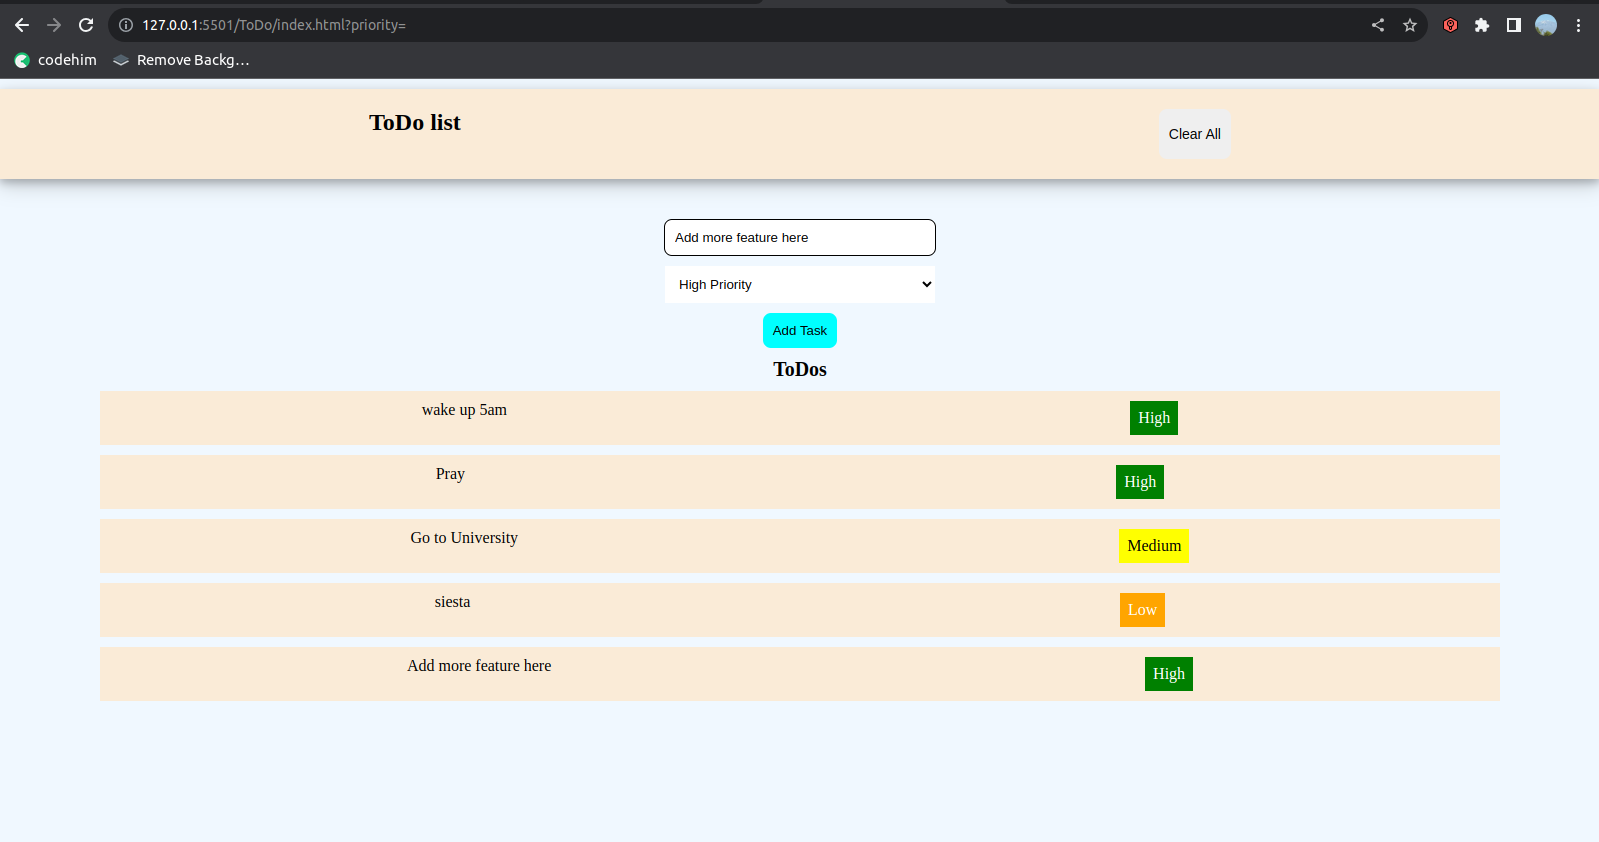 127.0.0.1:5501/ToDo/index.html?priority=
codehim Remove Backg...
ToDo list
Clear All
Add more feature here
High Priority
Add Task
ToDos
wake up 5am High
Pray High
Go to University Medium
siesta Low
Add more feature here High